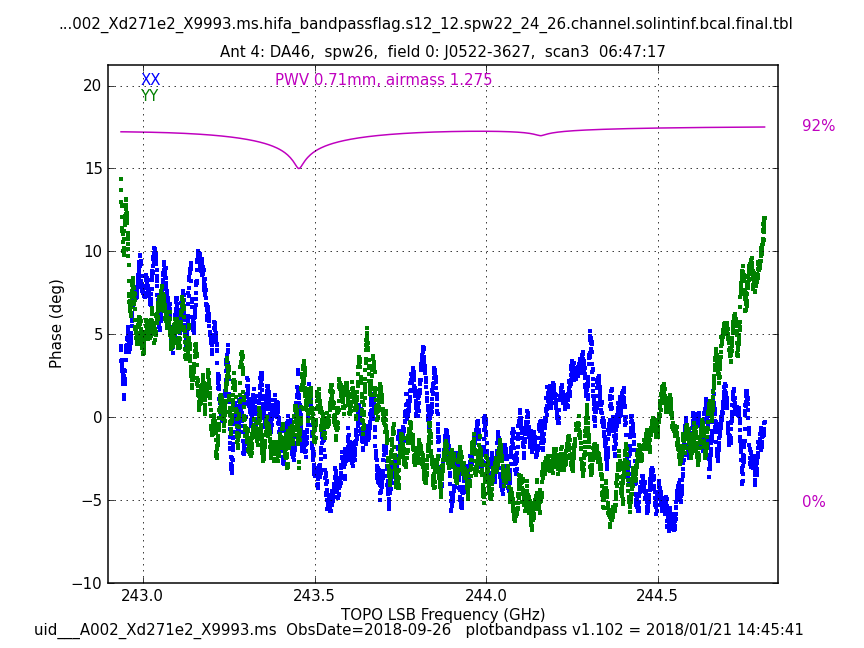 ...002_Xd271e2_X9993.ms.hifa_bandpassflag.s12_12.spw22_24_26.channel.solintinf.bcal.final.tbl
Ant 4: DA46,  spw26,  field 0: J0522-3627,  scan3  06:47:17
XX
YY
PWV 0.71mm, airmass 1.275
92%
0%
20
15
10
5
0
−5
−10
Phase (deg)
243.0
243.5
244.0
244.5
TOPO LSB Frequency (GHz)
uid___A002_Xd271e2_X9993.ms  ObsDate=2018-09-26   plotbandpass v1.102 = 2018/01/21 14:45:41